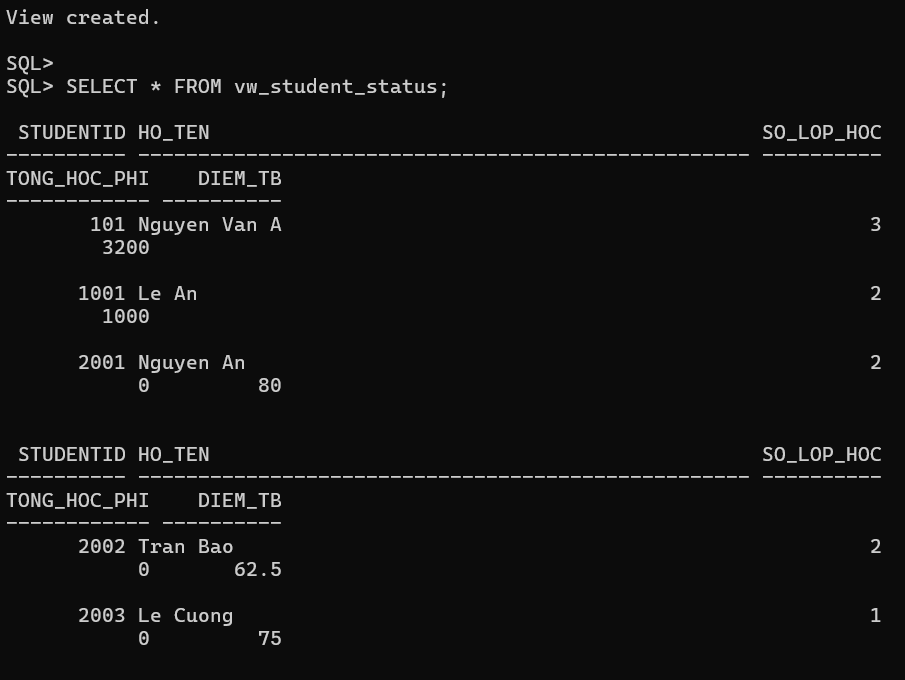 View created.
SQL>
SQL> SELECT * FROM vw_student_status;
 STUDENTID HO_TEN                                              SO_LOP_HOC
---------- --------------------------------------------------- ----------
TONG_HOC_PHI    DIEM_TB
------------ ----------
       101 Nguyen Van A                                                 3
        3200
      1001 Le An                                                        2
        1000
      2001 Nguyen An                                                    2
           0         80
 STUDENTID HO_TEN                                              SO_LOP_HOC
---------- --------------------------------------------------- ----------
TONG_HOC_PHI    DIEM_TB
------------ ----------
      2002 Tran Bao                                                     2
           0       62.5
      2003 Le Cuong                                                     1
           0         75